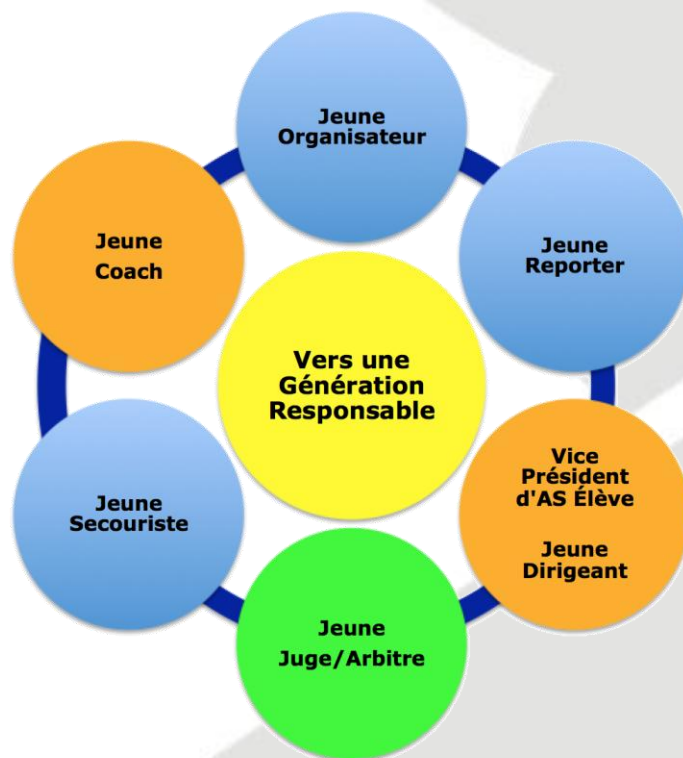 Jeune
Organisateur
Jeune
Reporter
Jeune
Coach
Vers une
Génération
Responsable
Vice
Président
d'AS Élève
Jeune
Dirigeant
Jeune
Secouriste
Jeune
Juge/Arbitre